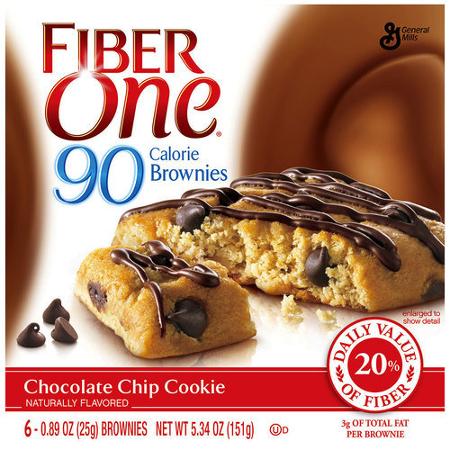 General
Mills
FIBER
One®
90 Calorie
Brownies
enlarged to
show detail
DAILY VALUE
20%
OF FIBER
Chocolate Chip Cookie
NATURALLY FLAVORED
3g OF TOTAL FAT
PER BROWNIE
6 - 0.89 OZ (25g) BROWNIES NET WT 5.34 OZ (151g) UD